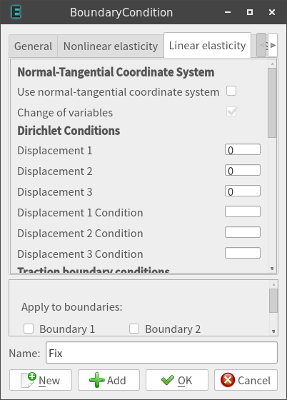 BoundaryCondition
General Nonlinear elasticity Linear elasticity
Normal-Tangential Coordinate System
Use normal-tangential coordinate system
Change of variables
Dirichlet Conditions
Displacement 1 0
Displacement 2 0
Displacement 3 0
Displacement 1 Condition
Displacement 2 Condition
Displacement 3 Condition
Traction boundary conditions
Apply to boundaries:
Boundary 1 Boundary 2
Name: Fix
New Add OK Cancel